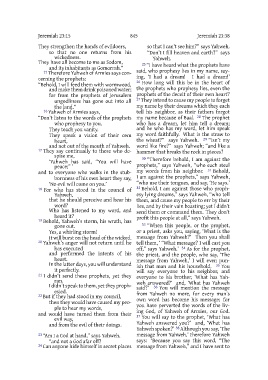 Jeremiah 23:15
843
Jeremiah 23:38
They strengthen the hands of evildoers,
so that no one returns from his
wickedness.
They have all become to me as Sodom,
and its inhabitants as Gomorrah."
15 Therefore Yahweh of Armies says con-
cerning the prophets:
"Behold, I will feed them with wormwood,
and make them drink poisoned water;
for from the prophets of Jerusalem
ungodliness has gone out into all
the land."
16 Yahweh of Armies says,
"Don't listen to the words of the prophets
who prophesy to you.
They teach you vanity.
They speak a vision of their own
heart,
and not out of the mouth of Yahweh.
17 They say continually to those who de-
spise me,
'Yahweh has said, "You will have
peace;"'
and to everyone who walks in the stub-
bornness of his own heart they say,
'No evil will come on you.'
18 For who has stood in the council of
Yahweh,
that he should perceive and hear his
word?
Who has listened to my word, and
heard it?
19 Behold, Yahweh's storm, his wrath, has
gone out.
Yes, a whirling storm!
It will burst on the head of the wicked.
20 Yahweh's anger will not return until he
has executed
and performed the intents of his
heart.
In the latter days, you will understand
it perfectly.
21 I didn't send these prophets, yet they
ran.
I didn't speak to them, yet they proph-
esied.
22 But if they had stood in my council,
then they would have caused my peo-
ple to hear my words,
and would have turned them from their
evil way,
and from the evil of their doings.
23 "Am I a God at hand," says Yahweh,
"and not a God afar off?
24 Can anyone hide himself in secret places
so that I can't see him?" says Yahweh.
"Don't I fill heaven and earth?" says
Yahweh.
25 "I have heard what the prophets have
said, who prophesy lies in my name, say-
ing, 'I had a dream! I had a dream!'
26 How long will this be in the heart of
the prophets who prophesy lies, even the
prophets of the deceit of their own heart?
27 They intend to cause my people to forget
my name by their dreams which they each
tell his neighbor, as their fathers forgot
my name because of Baal. 28 The prophet
who has a dream, let him tell a dream;
and he who has my word, let him speak
my word faithfully. What is the straw to
the wheat?" says Yahweh. 29 "Isn't my
word like fire?" says Yahweh; "and like a
hammer that breaks the rock in pieces?
30 "Therefore behold, I am against the
prophets," says Yahweh, "who each steal
my words from his neighbor. 31 Behold,
I am against the prophets," says Yahweh,
"who use their tongues, and say, 'He says.'
32 Behold, I am against those who proph-
esy lying dreams," says Yahweh, "who tell
them, and cause my people to err by their
lies, and by their vain boasting; yet I didn't
send them or command them. They don't
profit this people at all," says Yahweh.
33 "When this people, or the prophet,
or a priest, asks you, saying, 'What is the
message from Yahweh?' Then you shall
tell them, '"What message? I will cast you
off," says Yahweh.' 34 As for the prophet,
the priest, and the people, who say, 'The
message from Yahweh,' I will even pun-
ish that man and his household. 35 You
will say everyone to his neighbor, and
everyone to his brother, 'What has Yah-
weh answered?' and, 'What has Yahweh
said?' 36 You will mention the message
from Yahweh no more, for every man's
own word has become his message; for
you have perverted the words of the liv-
ing God, of Yahweh of Armies, our God.
37 You will say to the prophet, 'What has
Yahweh answered you?' and, 'What has
Yahweh spoken?' 38 Although you say, 'The
message from Yahweh,' therefore Yahweh
says: 'Because you say this word, "The
message from Yahweh," and I have sent to